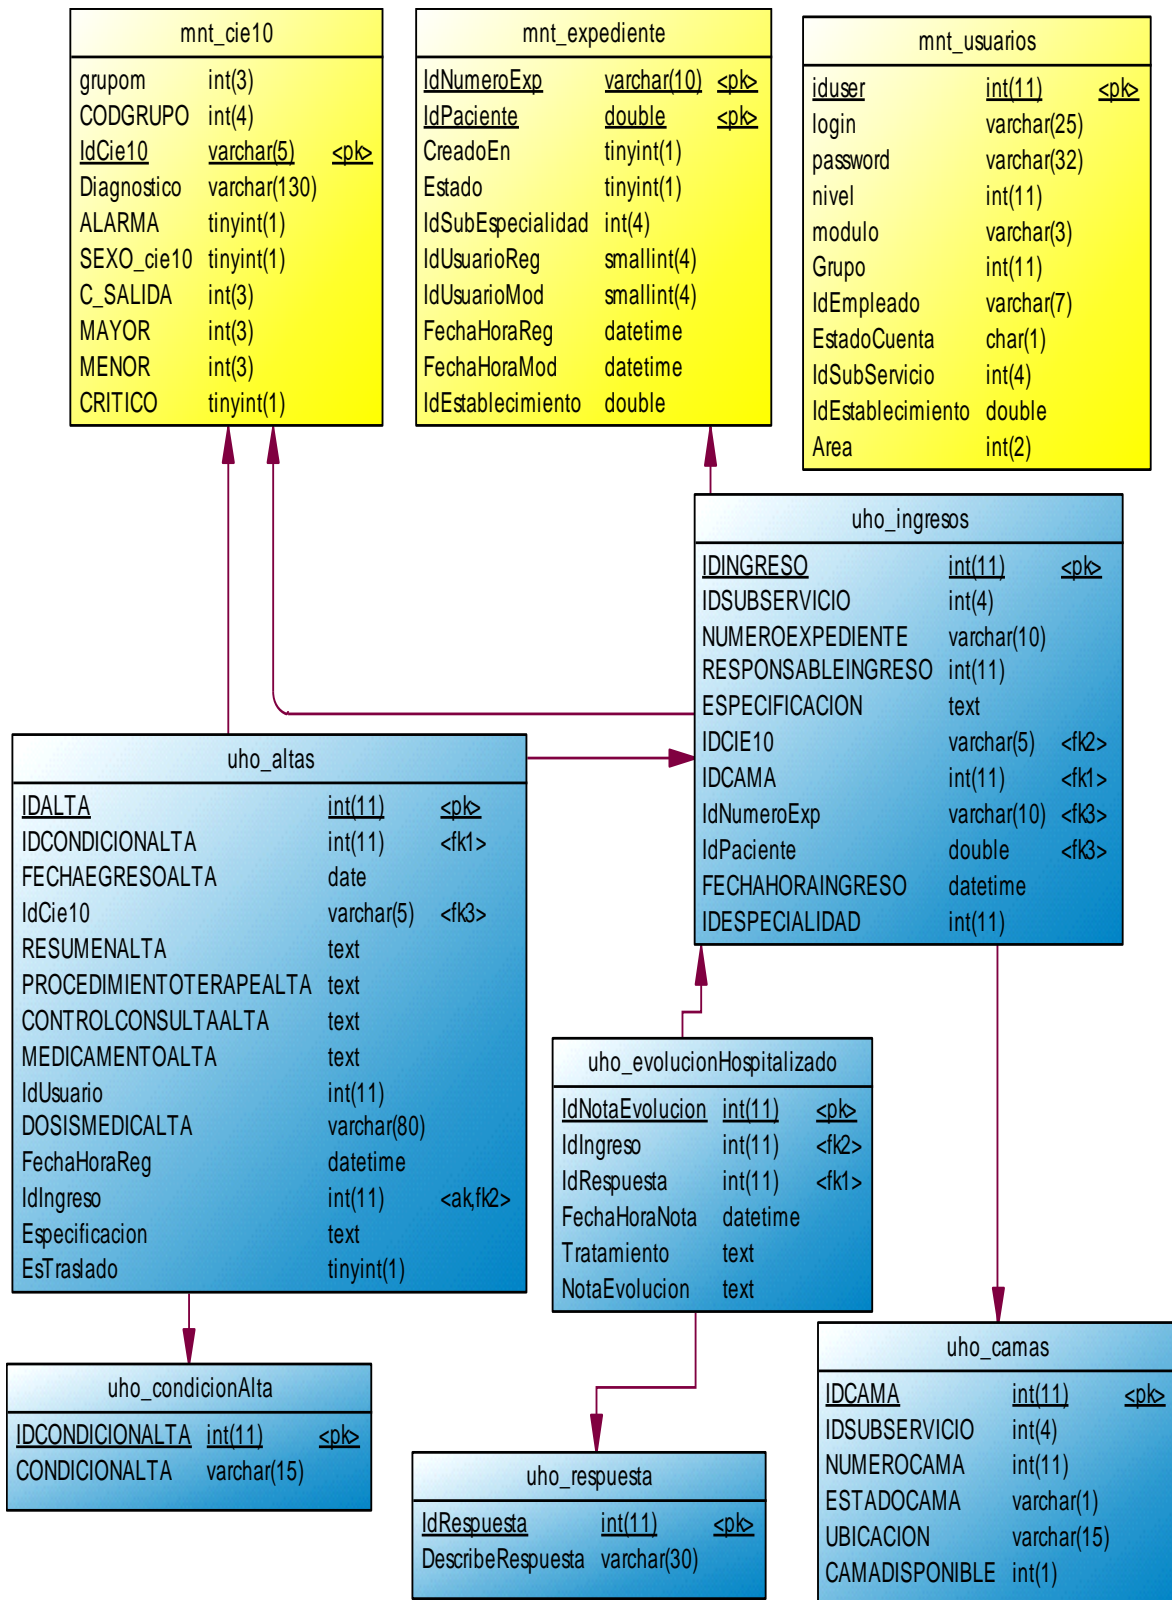 mnt_cie10
grupom int(3)
CODGRUPO int(4)
IdCie10 varchar(5) <pk>
Diagnostico varchar(130)
ALARMA tinyint(1)
SEXO_cie10 tinyint(1)
C_SALIDA int(3)
MAYOR int(3)
MENOR int(3)
CRITICO tinyint(1)
mnt_expediente
IdNumeroExp varchar(10) <pk>
IdPaciente double <pk>
CreadoEn tinyint(1)
Estado tinyint(1)
IdSubEspecialidad int(4)
IdUsuarioReg smallint(4)
IdUsuarioMod smallint(4)
FechaHoraReg datetime
FechaHoraMod datetime
IdEstablecimiento double
mnt_usuarios
iduser int(11) <pk>
login varchar(25)
password varchar(32)
nivel int(11)
modulo varchar(3)
Grupo int(11)
IdEmpleado varchar(7)
EstadoCuenta char(1)
IdSubServicio int(4)
IdEstablecimiento double
Area int(2)
uho_ingresos
IDINGRESO int(11) <pk>
IDSUBSERVICIO int(4)
NUMEROEXPEDIENTE varchar(10)
RESPONSABLEINGRESO int(11)
ESPECIFICACION text
IDCIE10 varchar(5) <fk2>
IDCAMA int(11) <fk1>
IdNumeroExp varchar(10) <fk3>
IdPaciente double <fk3>
FECHAHORAINGRESO datetime
IDESPECIALIDAD int(11)
uho_altas
IDALTA int(11) <pk>
IDCONDICIONALTA int(11) <fk1>
FECHAEGRESOALTA date
IdCie10 varchar(5) <fk3>
RESUMENALTA text
PROCEDIMIENTOTERAPEALTA text
CONTROLCONSULTAALTA text
MEDICAMENTOALTA text
IdUsuario int(11)
DOSISMEDICALTA varchar(80)
FechaHoraReg datetime
IdIngreso int(11) <ak,fk2>
Especificacion text
EsTraslado tinyint(1)
uho_evolucionHospitalizado
IdNotaEvolucion int(11) <pk>
IdIngreso int(11) <fk2>
IdRespuesta int(11) <fk1>
FechaHoraNota datetime
Tratamiento text
NotaEvolucion text
uho_condicionAlta
IDCONDICIONALTA int(11) <pk>
CONDICIONALTA varchar(15)
uho_respuesta
IdRespuesta int(11) <pk>
DescribeRespuesta varchar(30)
uho_camas
IDCAMA int(11) <pk>
IDSUBSERVICIO int(4)
NUMEROCAMA int(11)
ESTADOCAMA varchar(1)
UBICACION varchar(15)
CAMADISPONIBLE int(1)